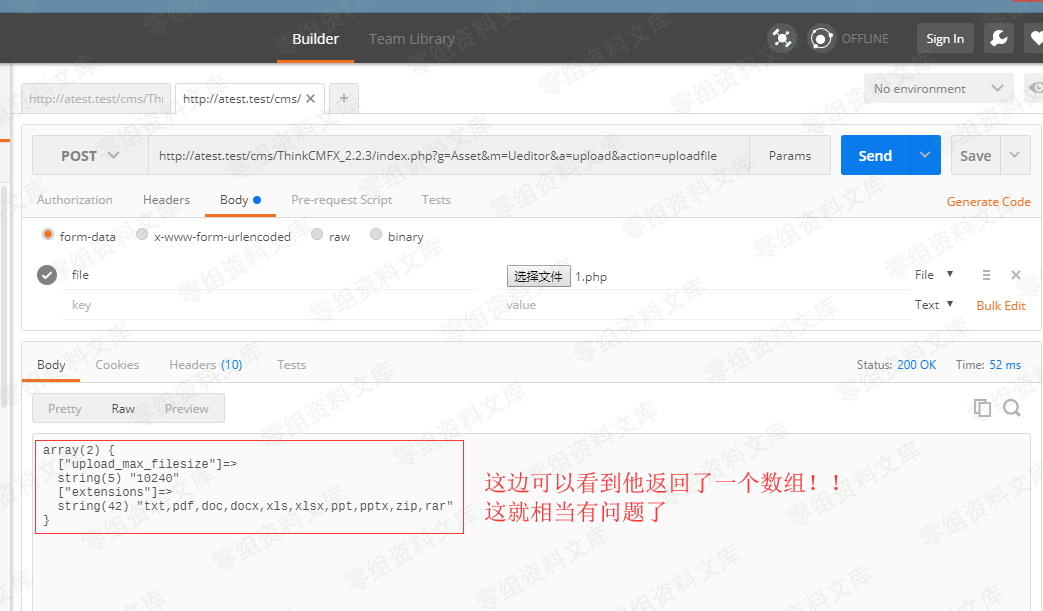 Builder
Team Library
OFFLINE
Sign In
http://atest.test/cms/Thi
http://atest.test/cms/
No environment
POST
http://atest.test/cms/ThinkCMFX_2.2.3/index.php?g=Asset&m=Ueditor&a=upload&action=uploadfile
Params
Send
Save
Authorization
Headers
Body
Pre-request Script
Tests
Generate Code
form-data
x-www-form-urlencoded
raw
binary
file
选择文件 1.php
File
key
value
Text
Bulk Edit
Body
Cookies
Headers (10)
Tests
Status: 200 OK
Time: 52 ms
Pretty
Raw
Preview
array(2) {
["upload_max_filesize"]=>
string(5) "10240"
["extensions"]=>
string(42) "txt,pdf,doc,docx,xls,xlsx,ppt,pptx,zip,rar"
}
这边可以看到他返回了一个数组！！
这就相当有问题了
零组资料文库